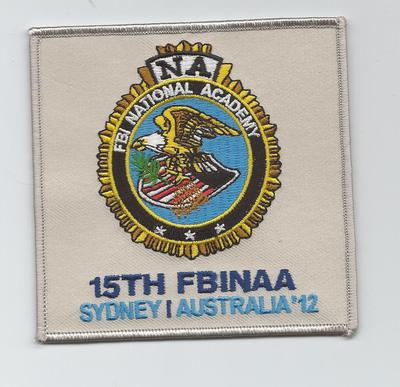 NA
FBI NATIONAL ACADEMY
15TH FBINAA
SYDNEY | AUSTRALIA '12